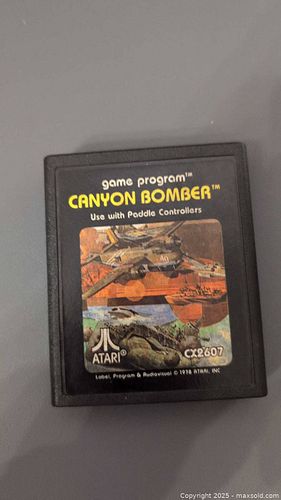 game program™
CANYON BOMBER™
Use with Paddle Controllers
ATARI®
CX2607
Label, Program & Audiovisual © 1978 ATARI, INC
Copyright © 2025 - maxsold.com